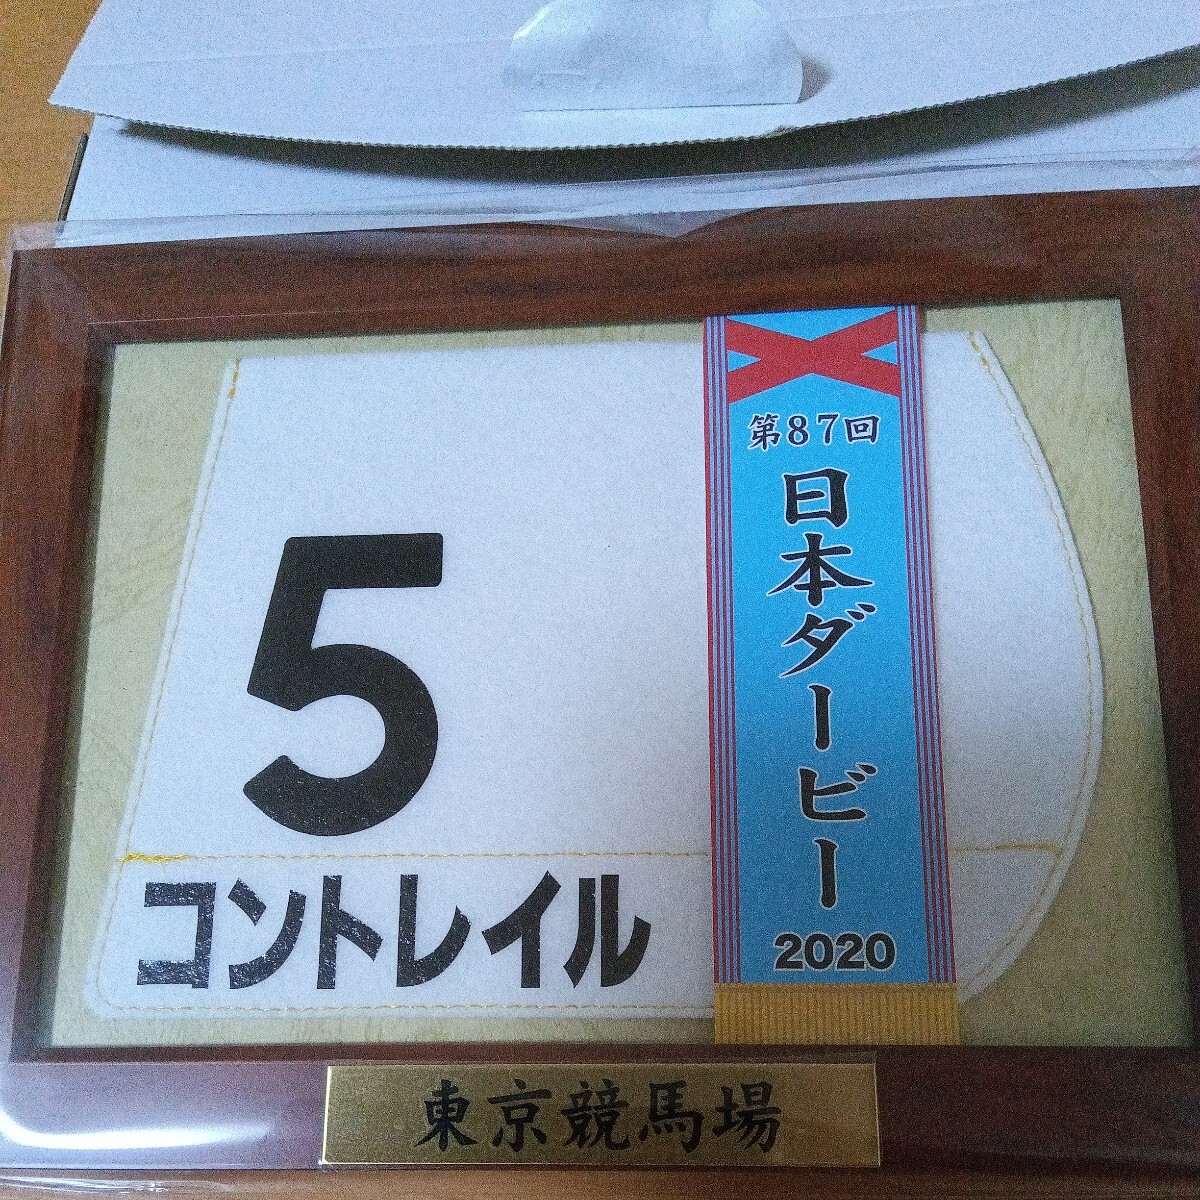 5
コントレイル
第87回
日本ダービー
2020
東京競馬場